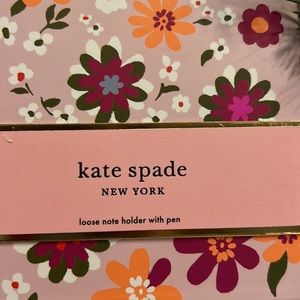 kate spade
NEW YORK
loose note holder with pen